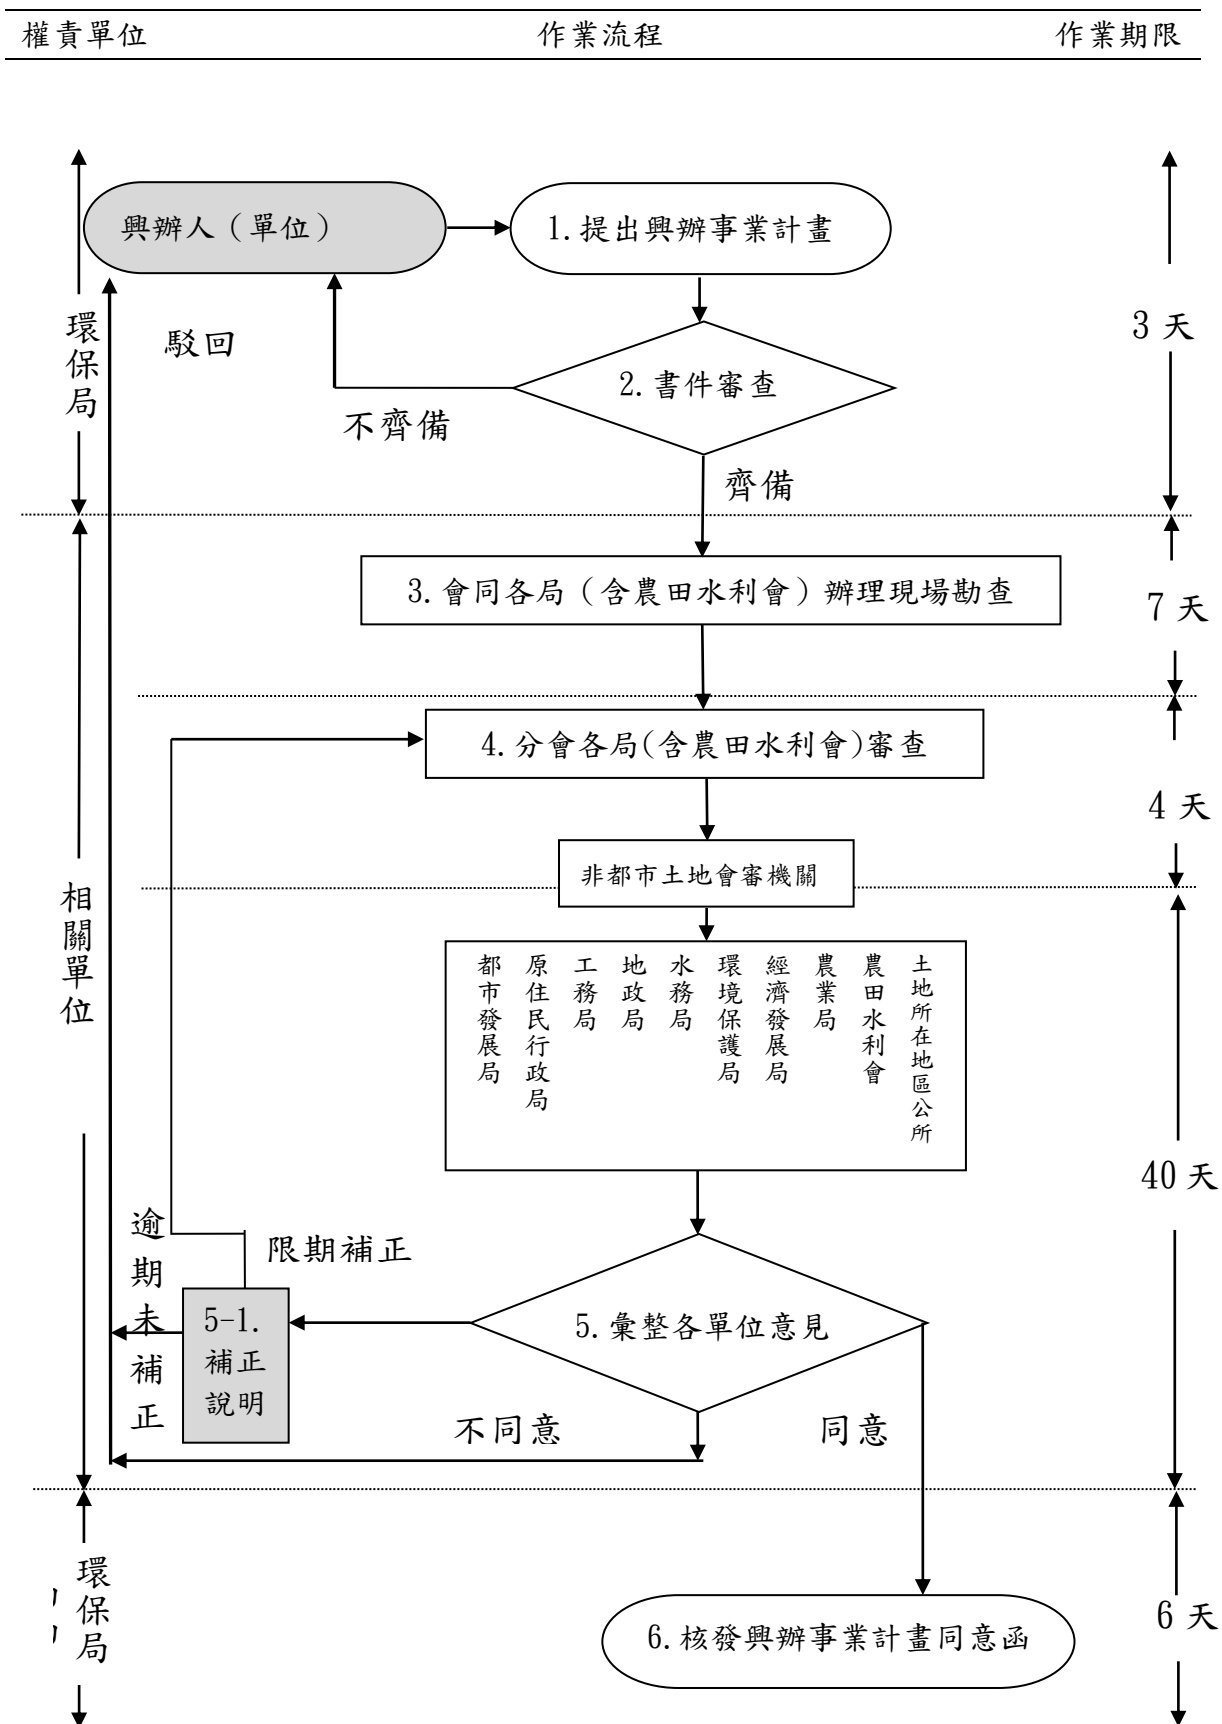 權責單位
作業流程
作業期限
興辦人（單位）
1.提出興辦事業計畫
環保局
駁回
3 天
2.書件審查
不齊備
齊備
3.會同各局（含農田水利會）辦理現場勘查
7 天
4.分會各局(含農田水利會)審查
4 天
非都市土地會審機關
相關單位
都市發展局
原住民行政局
工務局
地政局
水務局
環境保護局
經濟發展局
農業局
農田水利會
土地所在地區公所
40 天
逾期未補正
限期補正
5-1.
補正
說明
5.彙整各單位意見
不同意
同意
環保局
6.核發興辦事業計畫同意函
6 天